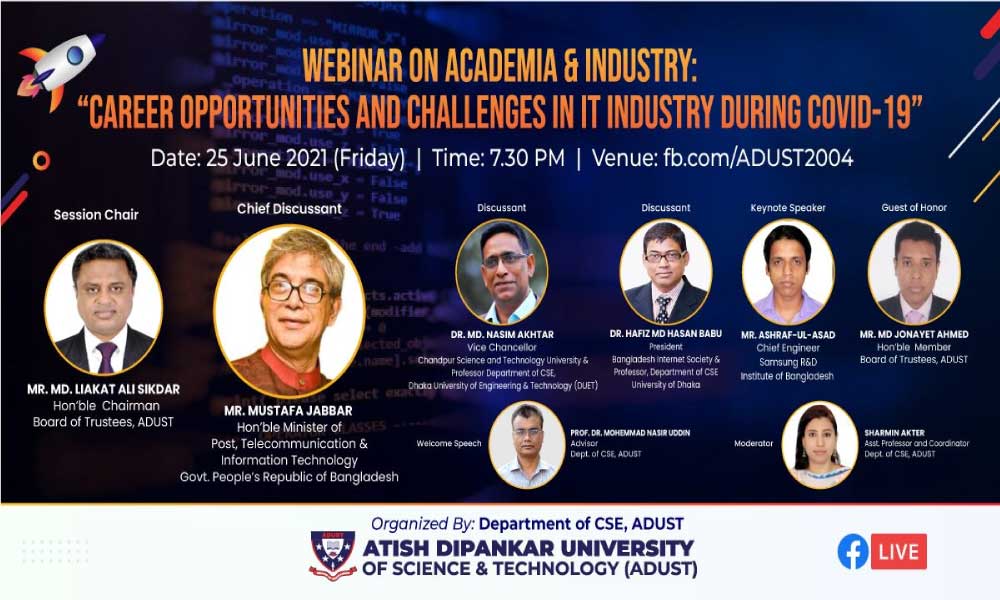 WEBINAR ON ACADEMIA & INDUSTRY:
“CAREER OPPORTUNITIES AND CHALLENGES IN IT INDUSTRY DURING COVID-19”
Date: 25 June 2021 (Friday) | Time: 7.30 PM | Venue: fb.com/ADUST2004
Session Chair
MR. MD. LIAKAT ALI SIKDAR
Hon’ble Chairman
Board of Trustees, ADUST
Chief Discussant
MR. MUSTAFA JABBAR
Hon’ble Minister of
Post, Telecommunication &
Information Technology
Govt. People’s Republic of Bangladesh
Discussant
DR. MD. NASIM AKHTAR
Vice Chancellor
Chandpur Science and Technology University &
Professor Department of CSE,
Dhaka University of Engineering & Technology (DUET)
Discussant
DR. HAFIZ MD HASAN BABU
President
Bangladesh Internet Society &
Professor, Department of CSE
University of Dhaka
Keynote Speaker
MR. ASHRAF-UL-ASAD
Chief Engineer
Samsung R&D
Institute of Bangladesh
Guest of Honor
MR. MD JONAYET AHMED
Hon’ble Member
Board of Trustees, ADUST
Welcome Speech
PROF. DR. MOHEMMAD NASIR UDDIN
Advisor
Dept. of CSE, ADUST
Moderator
SHARMIN AKTER
Asst. Professor and Coordinator
Dept. of CSE, ADUST
Organized By: Department of CSE, ADUST
ADUST
ATISH DIPANKAR UNIVERSITY
OF SCIENCE & TECHNOLOGY (ADUST)
f LIVE